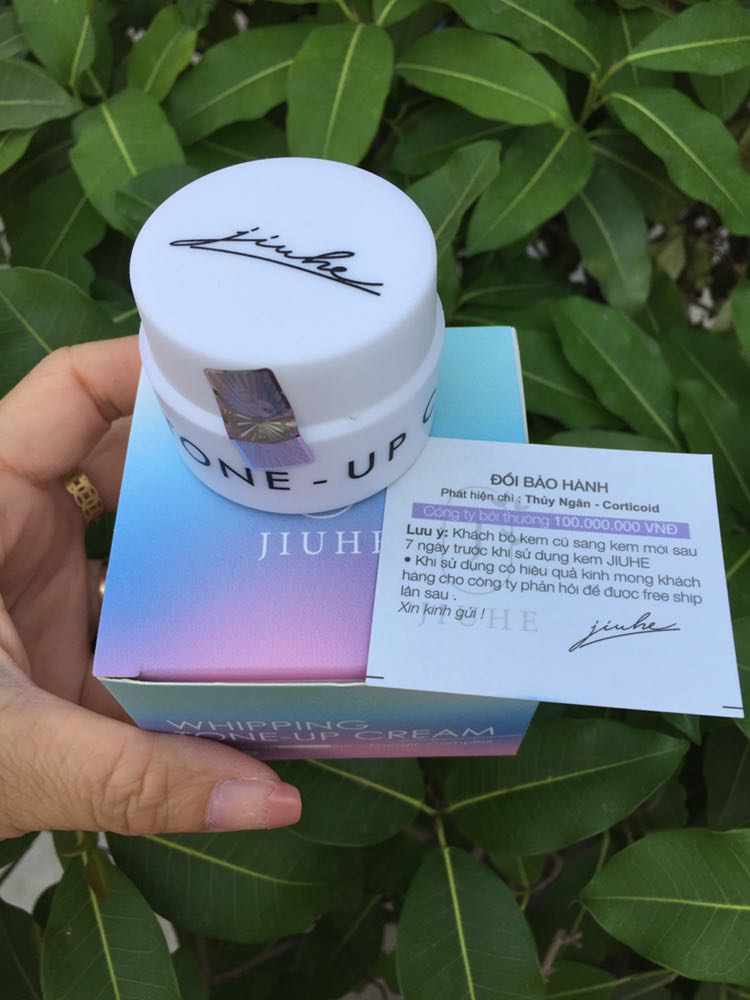 jiuhe
TONE - UP C
JIUHE
WHIPPING
TONE-UP CREAM
ĐỔI BẢO HÀNH
Phát hiện chì : Thủy Ngân - Corticoid
Công ty bồi thường 100.000.000 VNĐ
Lưu ý: Khách bỏ kem cũ sang kem mới sau
7 ngày trước khi sử dụng kem JIUHE
• Khi sử dụng có hiệu quả kính mong khách
hàng cho công ty phản hồi để được free ship
lần sau .
Xin kính gửi !
JIUHE
jiuhe